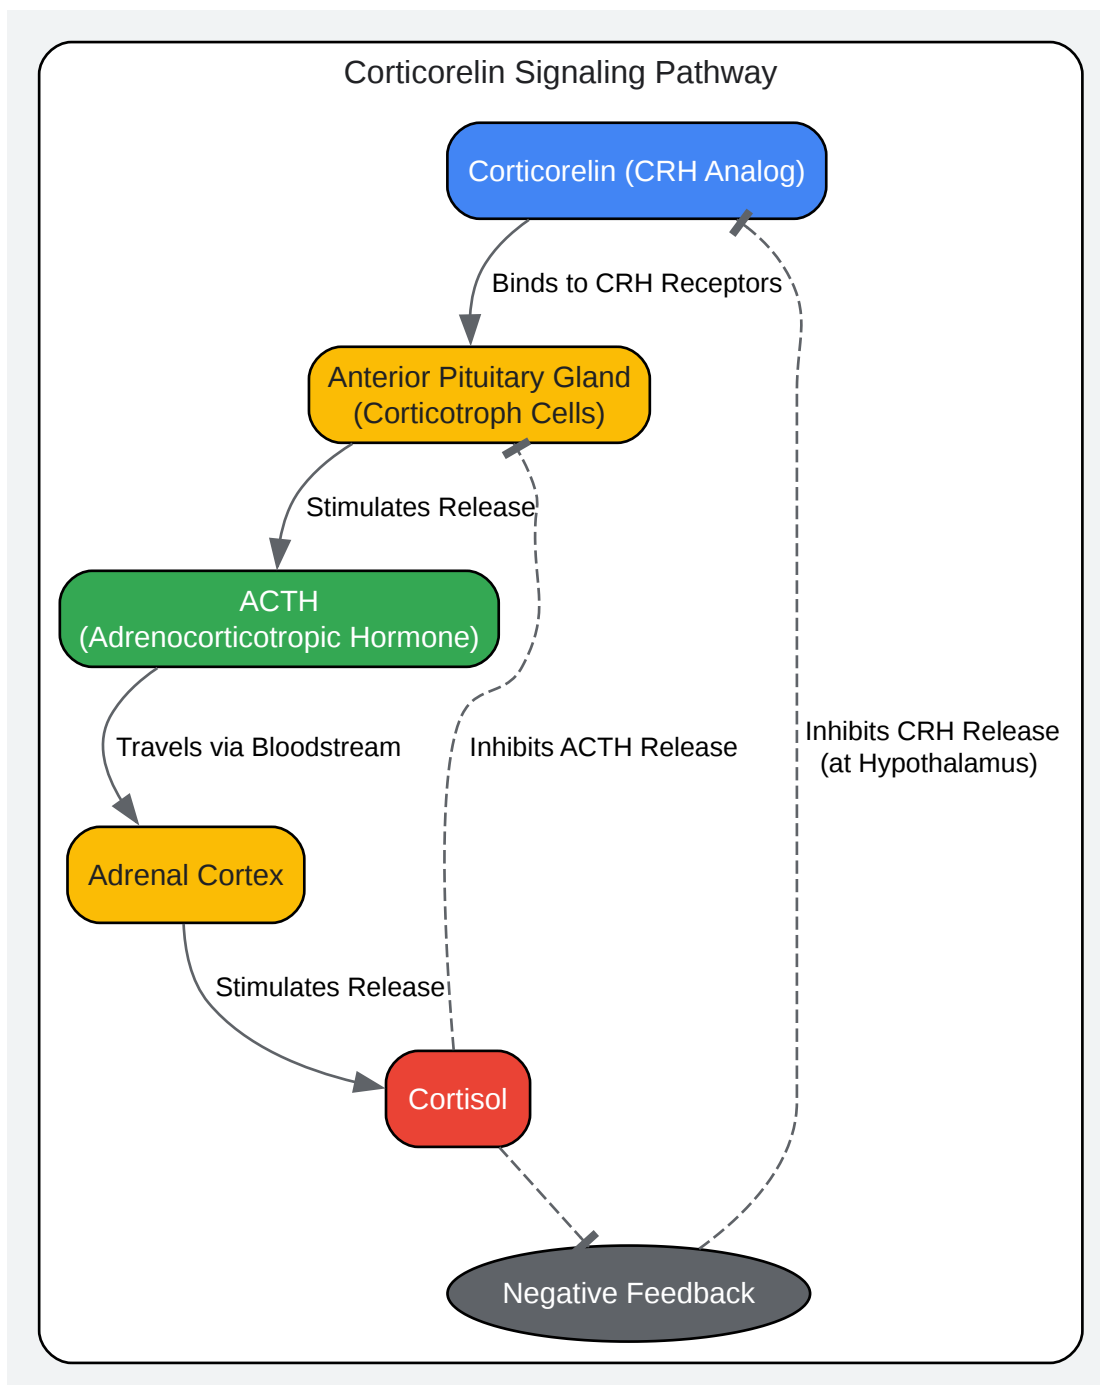 Corticorelin Signaling Pathway
Corticorelin (CRH Analog)
Binds to CRH Receptors
Anterior Pituitary Gland
(Corticotroph Cells)
Stimulates Release
ACTH
(Adrenocorticotropic Hormone)
Travels via Bloodstream
Inhibits ACTH Release
Inhibits CRH Release
(at Hypothalamus)
Adrenal Cortex
Stimulates Release
Cortisol
Negative Feedback